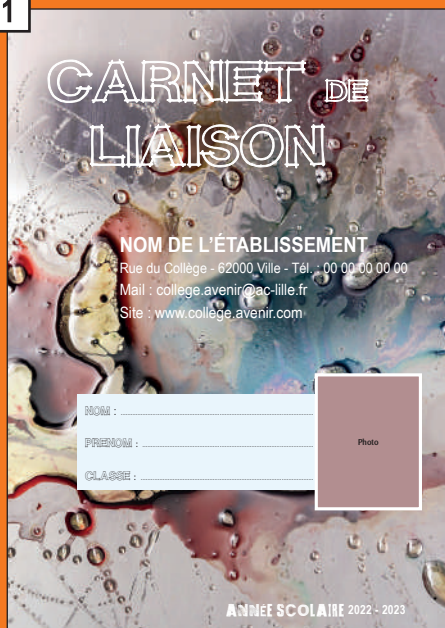 1
CARNET DE
LIAISON
NOM DE L'ÉTABLISSEMENT
Rue du Collège - 62000 Ville - Tél. : 00 00 00 00 00
Mail : college.avenir@ac-lille.fr
Site : www.college.avenir.com
NOM :
PRENOM :
CLASSE :
Photo
ANNÉE SCOLAIRE 2022 - 2023